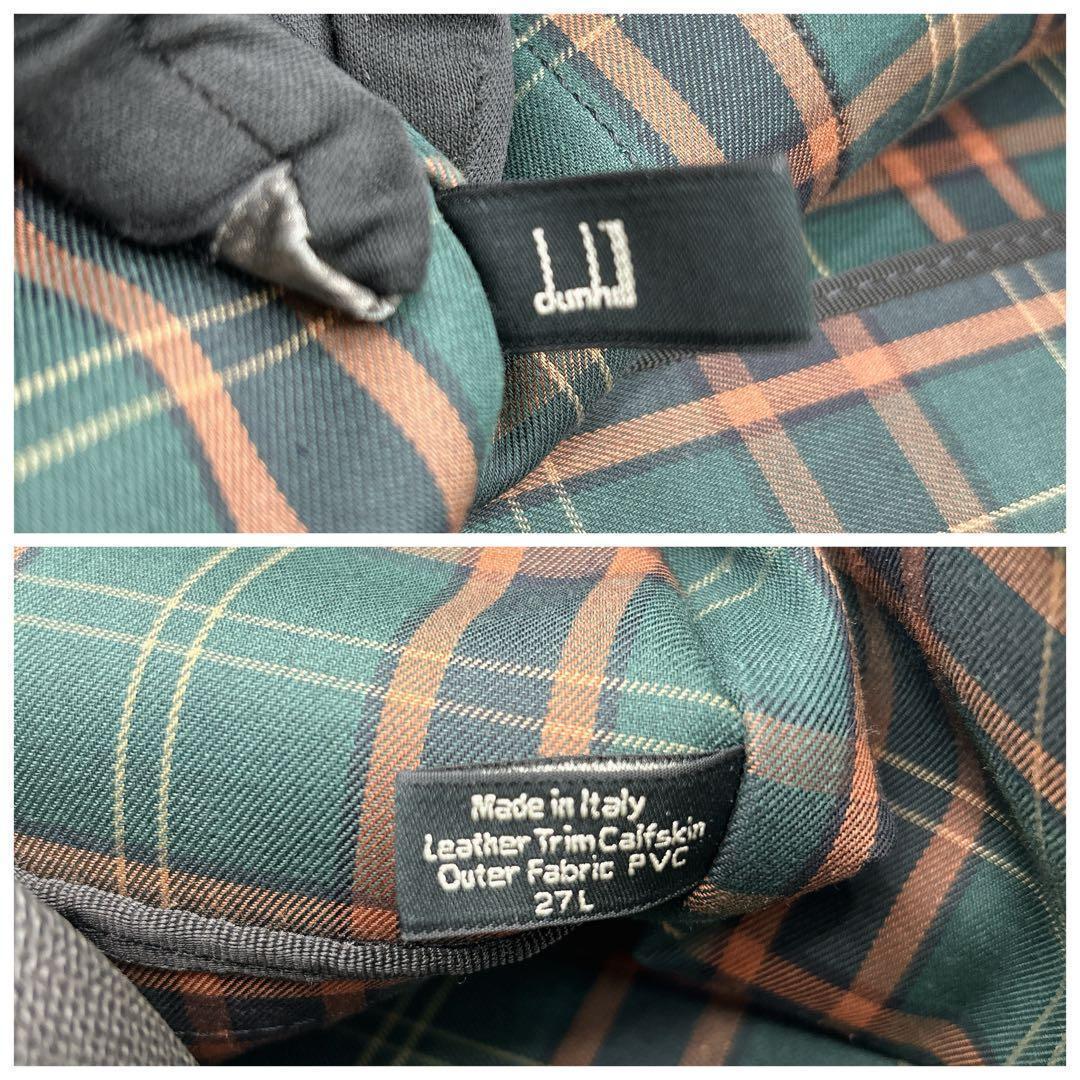 dunhill
Made in Italy
Leather Trim Calfskin
Outer Fabric PVC
27L